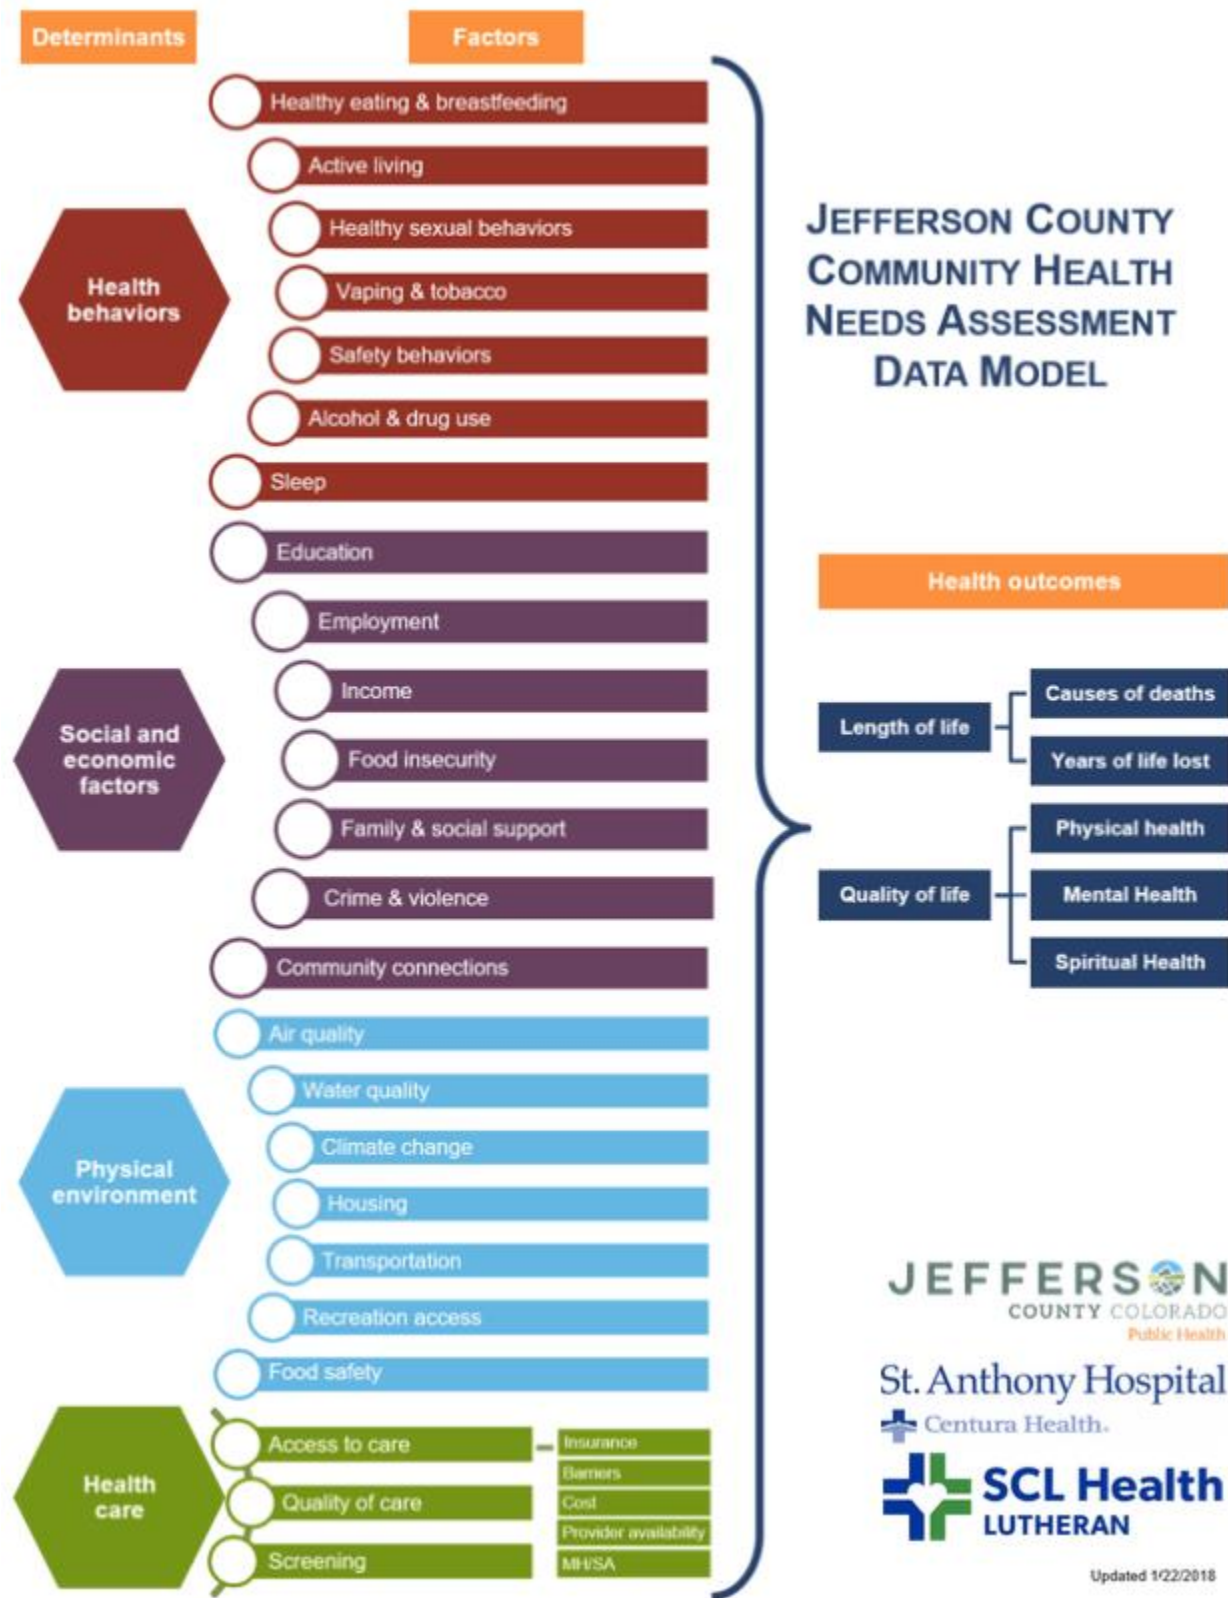 Determinants
Factors
Healthy eating & breastfeeding
Active living
Healthy sexual behaviors
Vaping & tobacco
Safety behaviors
Alcohol & drug use
Sleep
Health
behaviors
Education
Employment
Income
Food insecurity
Family & social support
Crime & violence
Community connections
Social and
economic
factors
Air quality
Water quality
Climate change
Housing
Transportation
Recreation access
Food safety
Physical
environment
Access to care
Quality of care
Screening
Health
care
Insurance
Barriers
Cost
Provider availability
MH/SA
JEFFERSON COUNTY
COMMUNITY HEALTH
NEEDS ASSESSMENT
DATA MODEL
Health outcomes
Length of life
Causes of deaths
Years of life lost
Quality of life
Physical health
Mental Health
Spiritual Health
JEFFERSON
COUNTY COLORADO
Public Health
St. Anthony Hospital
Centura Health.
SCL Health
LUTHERAN
Updated 1/22/2018